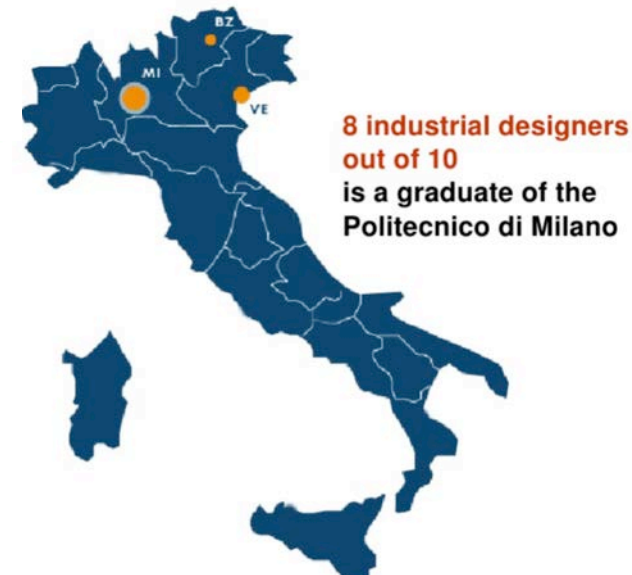 BZ
MI
VE
8 industrial designers
out of 10
is a graduate of the
Politecnico di Milano